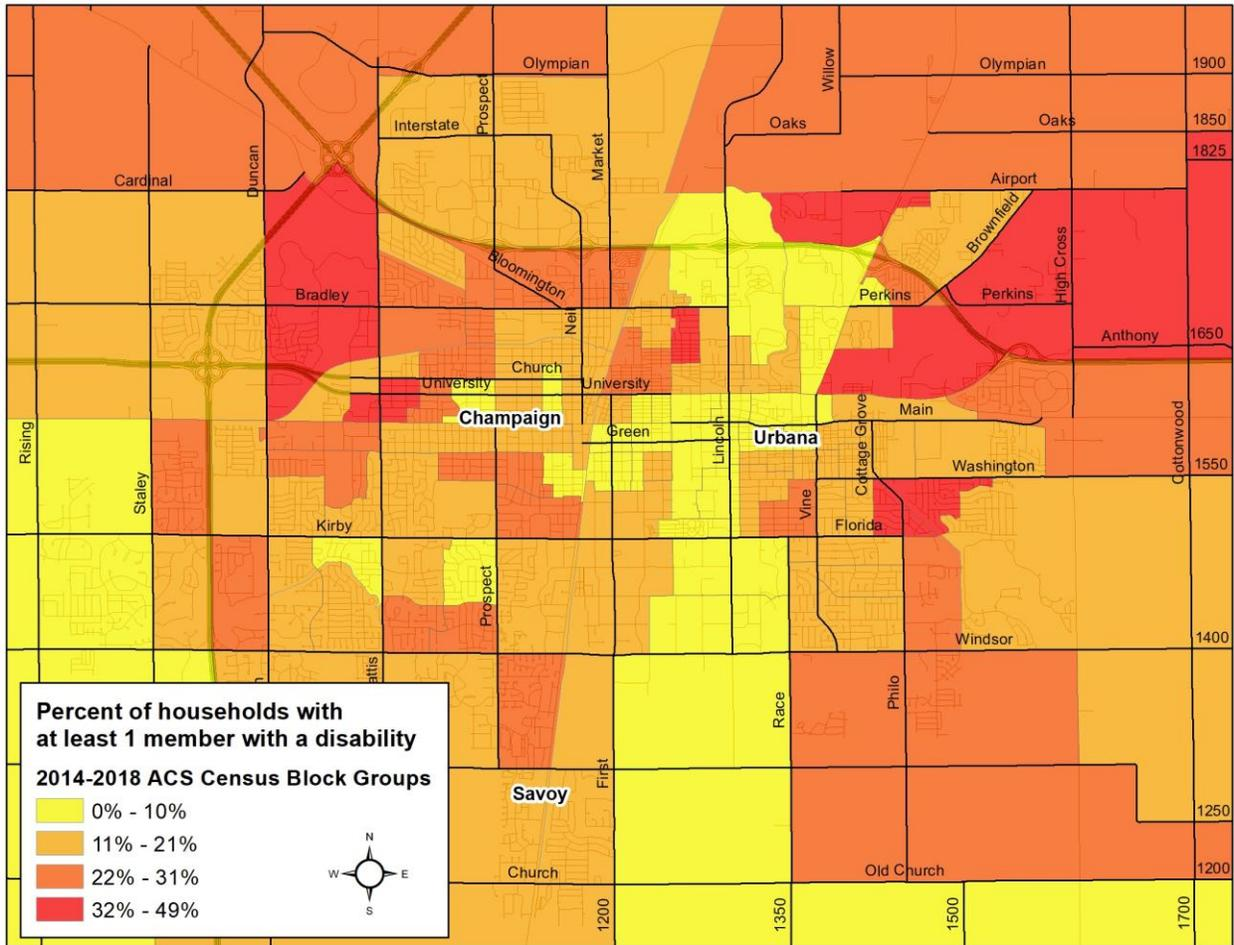 Olympian
Olympian
1900
Prospect
Willow
Interstate
Oaks
Oaks
1850
1825
Market
Duncan
Cardinal
Airport
Brownfield
High Cross
Bloomington
Bradley
Perkins
Perkins
Neil
Anthony
1650
Church
University
University
Champaign
Green
Lincoln
Urbana
Main
Cottage Grove
Rising
Staley
Washington
Cottonwood
1550
Vine
Kirby
Florida
Prospect
Windsor
1400
attis
Race
Philo
First
Savoy
1250
Church
Old Church
1200
1200
1350
1500
1700
Percent of households with
at least 1 member with a disability
2014-2018 ACS Census Block Groups
0% - 10%
11% - 21%
22% - 31%
32% - 49%
N
W
E
S